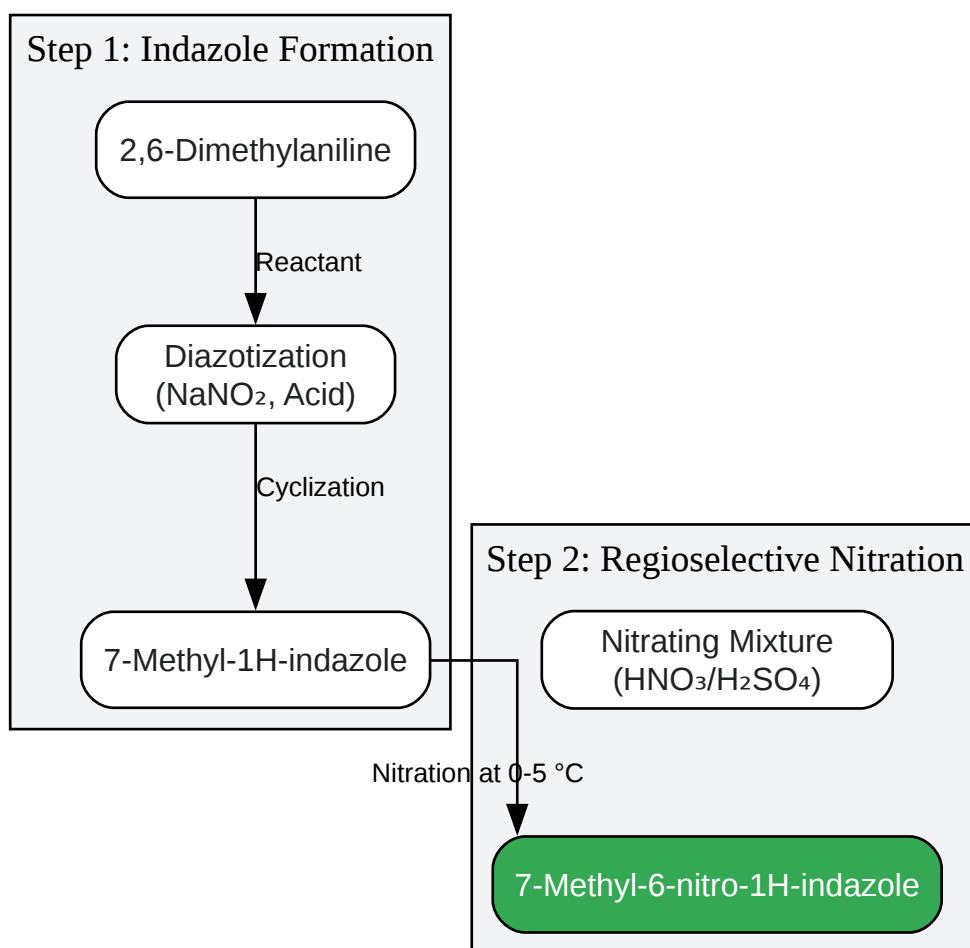 Step 1: Indazole Formation
2,6-Dimethylaniline
Reactant
Diazotization
(NaNO₂, Acid)
Cyclization
7-Methyl-1H-indazole
Step 2: Regioselective Nitration
Nitrating Mixture
(HNO₃/H₂SO₄)
Nitration at 0-5 °C
7-Methyl-6-nitro-1H-indazole